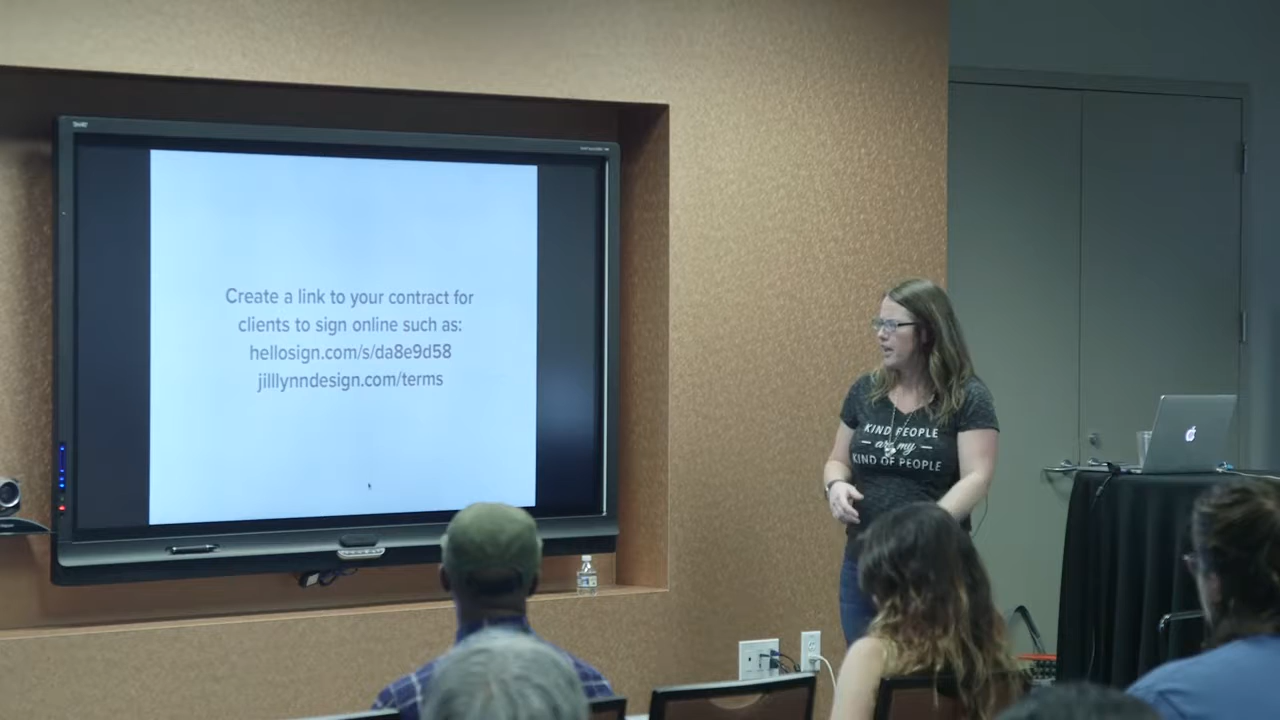 Create a link to your contract for
clients to sign online such as:
hellosign.com/s/da8e9d58
jilllynndesign.com/terms
KIND PEOPLE
are my
KIND OF PEOPLE